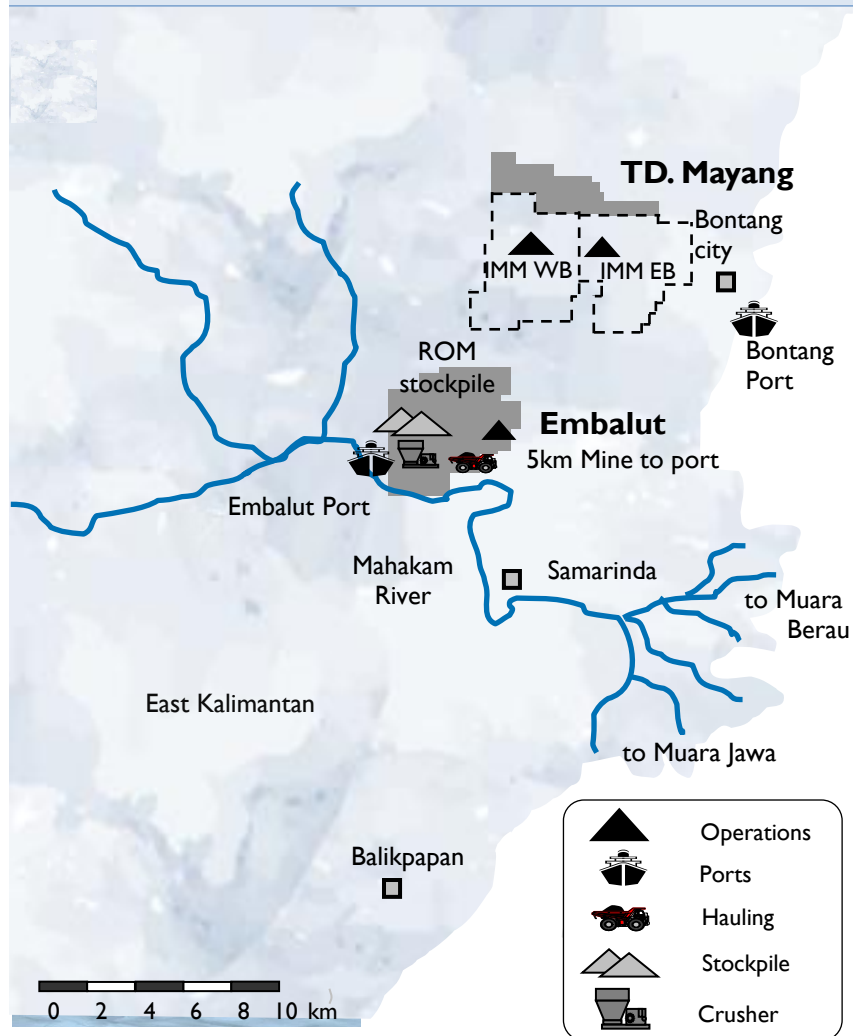 TD. Mayang
Bontang
city
IMM WB
IMM EB
Bontang
Port
ROM
stockpile
Embalut
5km Mine to port
Embalut Port
Mahakam
River
Samarinda
to Muara
Berau
East Kalimantan
to Muara Jawa
Balikpapan
Operations
Ports
Hauling
Stockpile
Crusher
0 2 4 6 8 10 km